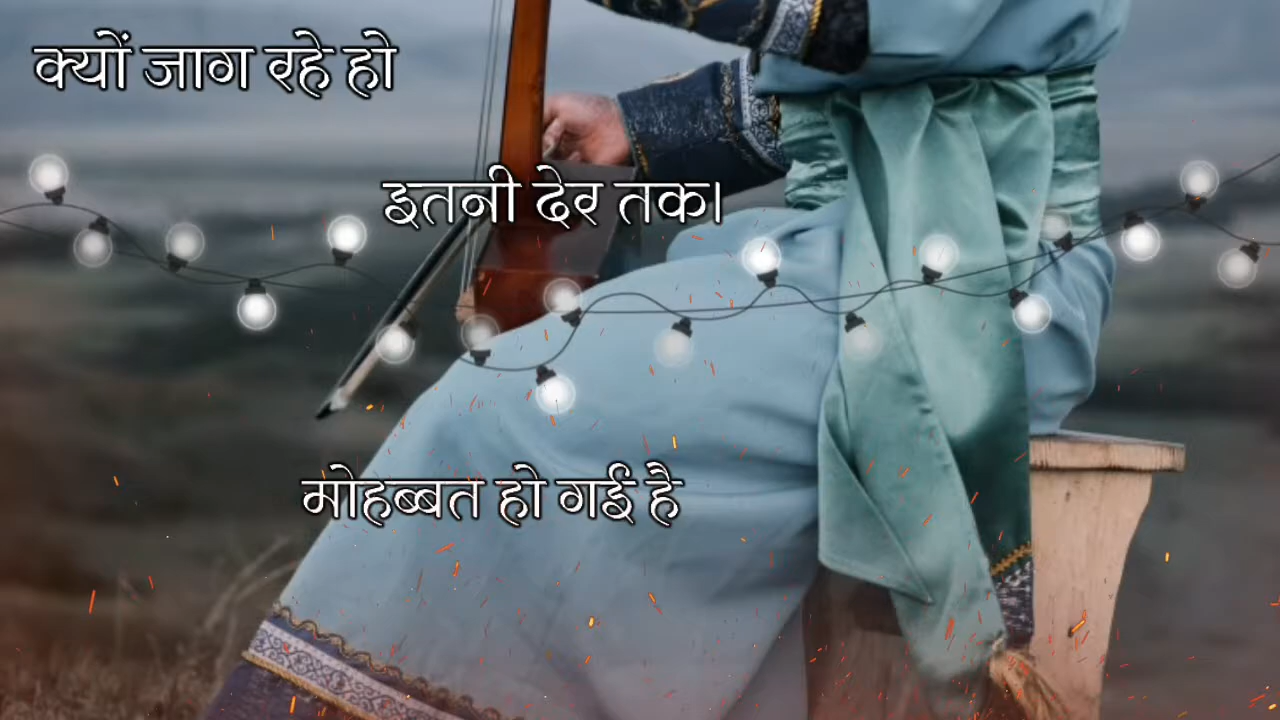 क्यों जाग रहे हो
इतनी देर तक।
मोहब्बत हो गई है